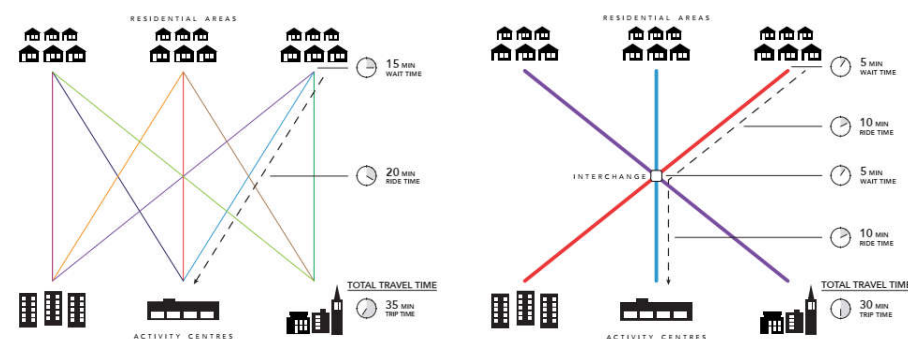 RESIDENTIAL AREAS
15 MIN
WAIT TIME
20 MIN
RIDE TIME
TOTAL TRAVEL TIME
35 MIN
TRIP TIME
ACTIVITY CENTRES
RESIDENTIAL AREAS
5 MIN
WAIT TIME
10 MIN
RIDE TIME
INTERCHANGE
5 MIN
WAIT TIME
10 MIN
RIDE TIME
TOTAL TRAVEL TIME
30 MIN
TRIP TIME
ACTIVITY CENTRES